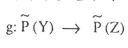 g: P̃(Y) → P̃(Z)